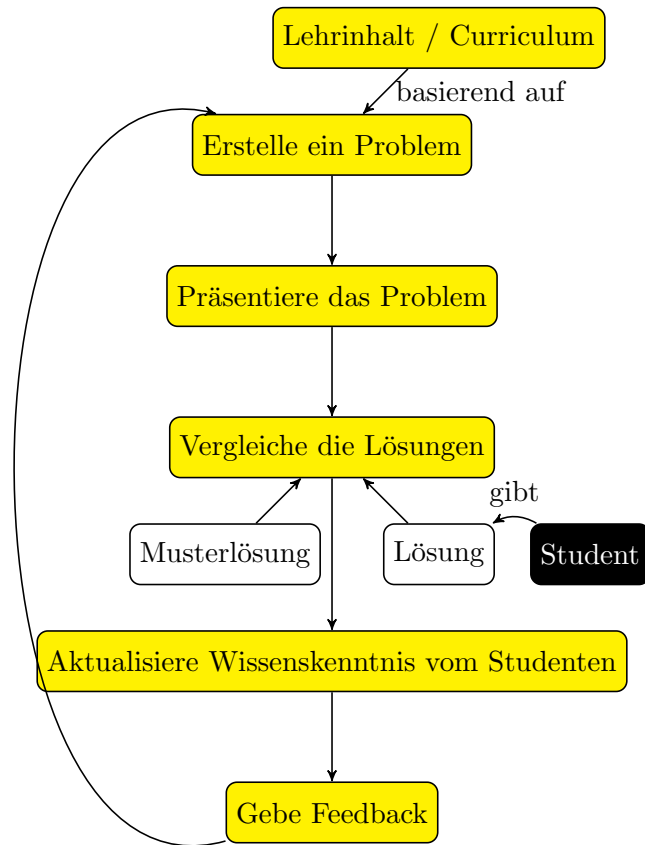 Lehrinhalt / Curriculum
basierend auf
Erstelle ein Problem
Präsentiere das Problem
Vergleiche die Lösungen
gibt
Musterlösung
Lösung
Student
Aktualisiere Wissenskenntnis vom Studenten
Gebe Feedback